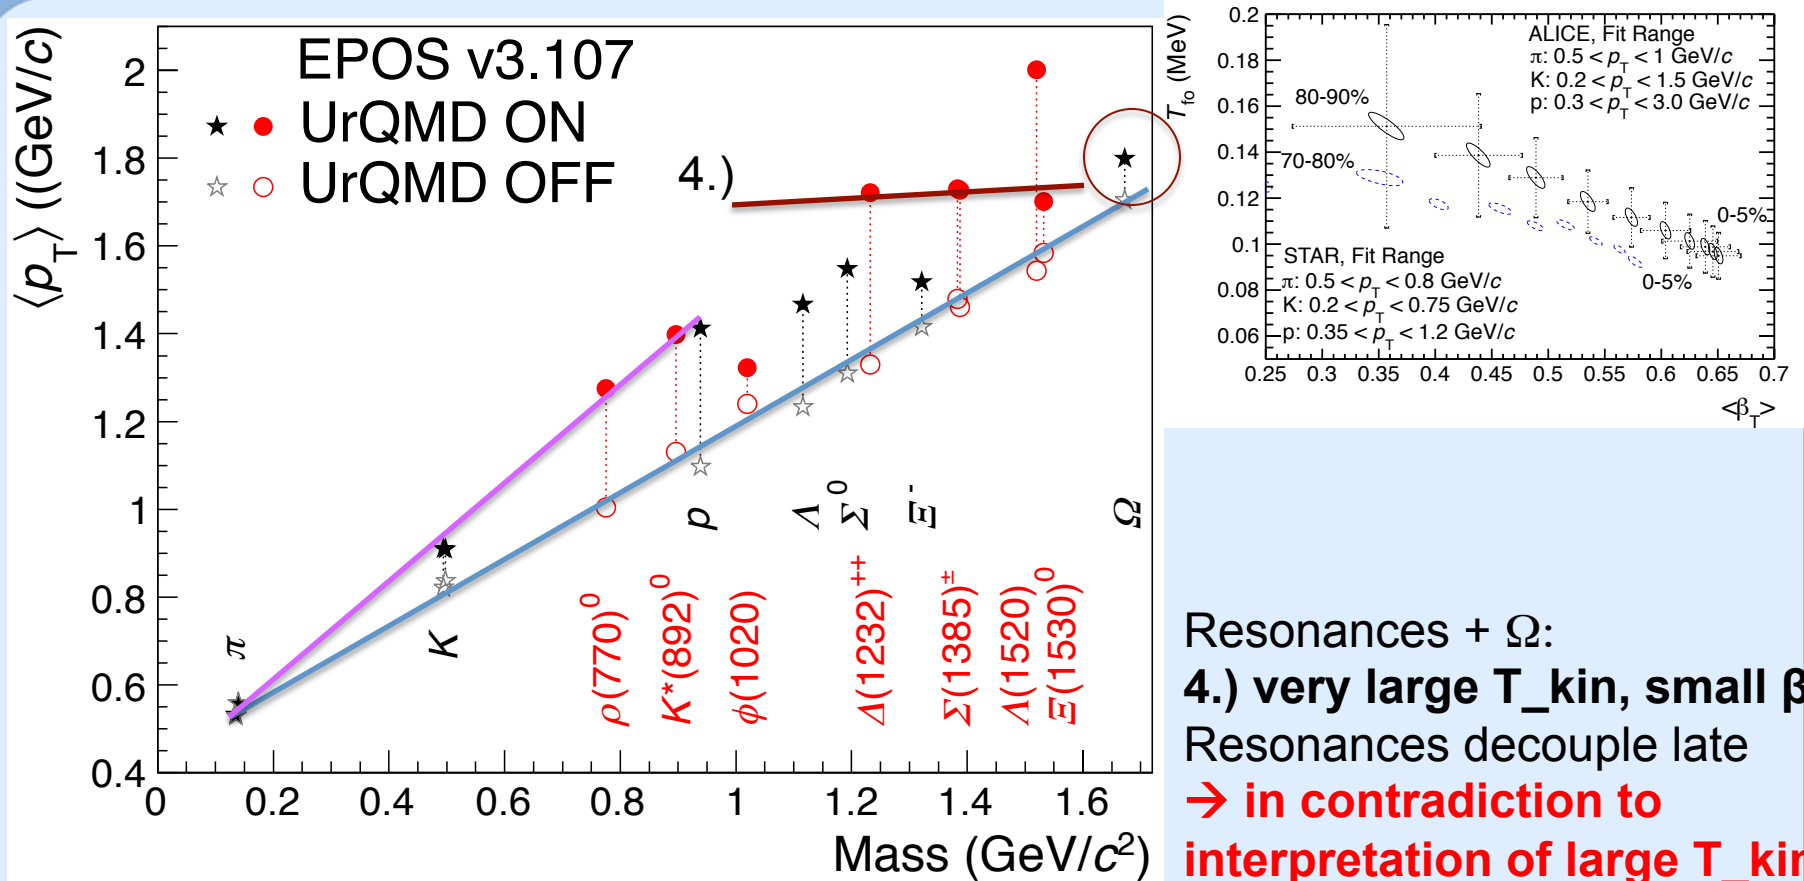 EPOS v3.107
★ ● UrQMD ON
☆ ○ UrQMD OFF
4.)
⟨p_T⟩ ((GeV/c)
2
1.8
1.6
1.4
1.2
1
0.8
0.6
0.4
π
K
p
Λ
Σ⁰
Ξ⁻
Ω
ρ(770)⁰
K*(892)⁰
ϕ(1020)
Δ(1232)⁺⁺
Σ(1385)±
Λ(1520)
Ξ(1530)⁰
0 0.2 0.4 0.6 0.8 1 1.2 1.4 1.6
Mass (GeV/c²)
T_fo (MeV)
0.2
0.18
0.16
0.14
0.12
0.1
0.08
0.06
ALICE, Fit Range
π: 0.5 < p_T < 1 GeV/c
K: 0.2 < p_T < 1.5 GeV/c
p: 0.3 < p_T < 3.0 GeV/c
80-90%
70-80%
0-5%
0-5%
STAR, Fit Range
π: 0.5 < p_T < 0.8 GeV/c
K: 0.2 < p_T < 0.75 GeV/c
p: 0.35 < p_T < 1.2 GeV/c
0.25 0.3 0.35 0.4 0.45 0.5 0.55 0.6 0.65 0.7
<β_T>
Resonances + Ω:
4.) very large T_kin, small β
Resonances decouple late
→ in contradiction to
interpretation of large T_kin